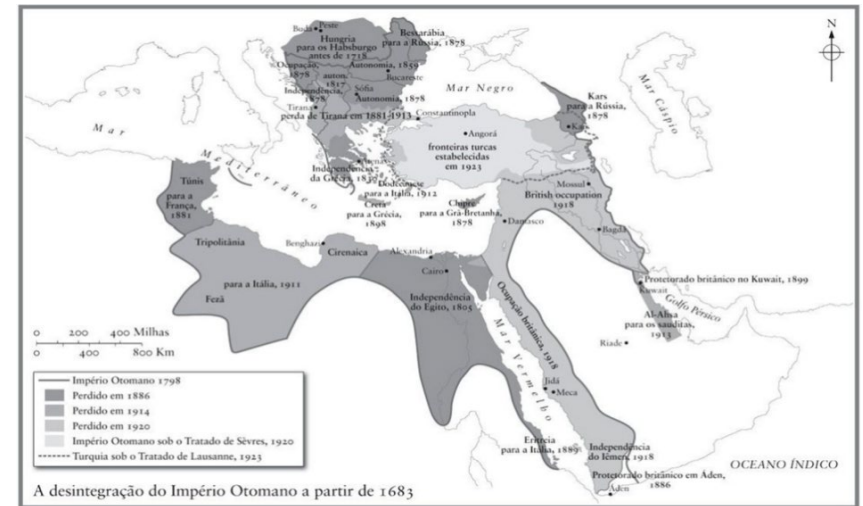 Buda
Peste
Hungria
para os Habsburgo
antes de 1718
Bessarábia
para a Rússia, 1878
Ocupação,
1878
auton.
1817
Autonomia, 1859
Bucareste
Independência,
1878
Sófia
Autonomia, 1878
Tirana
perda de Tirana em 1881-1913
Constantinopla
Mar Negro
Mar Cáspio
N
Kars
para a Rússia,
1878
Kars
Angorá
fronteiras turcas
estabelecidas
em 1923
Mar
Mediterrâneo
Atenas
Independência
da Grécia,
Dodecaneso
para a Itália, 1912
Creta
para a Grécia,
1898
Chipre
para a Grã-Bretanha,
1878
Mossul
British occupation
1918
Damasco
Bagdá
Túnis
para a
França,
1881
Tripolitânia
Benghazi
Cirenaica
para a Itália, 1911
Fezã
Alexandria
Cairo
Independência
do Egito, 1805
Ocupação britânica, 1918
Mar Vermelho
Protetorado britânico no Kuwait, 1899
Kuwait
Golfo Pérsico
Al-Ahsa
para os sauditas,
1913
Riade
Jidá
Meca
Eritreia
para a Itália, 1889
Independência
do Iêmen, 1918
Protetorado britânico em Áden,
1886
Áden
OCEANO ÍNDICO
0 200 400 Milhas
0 400 800 Km
Império Otomano 1798
Perdido em 1886
Perdido em 1914
Perdido em 1920
Império Otomano sob o Tratado de Sèvres, 1920
Turquia sob o Tratado de Lausanne, 1923
A desintegração do Império Otomano a partir de 1683